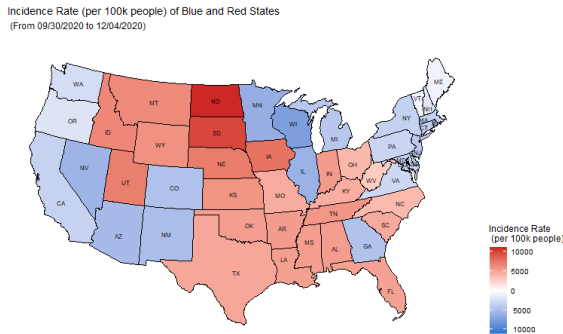 Incidence Rate (per 100k people) of Blue and Red States
(From 09/30/2020 to 12/04/2020)
WA
MT
ND
MN
ME
VT
NH
OR
ID
SD
WI
MI
NY
MA
CT
WY
IA
NE
PA
NJ
NV
UT
CO
IL
IN
OH
MD
WV
VA
CA
KS
MO
KY
NC
TN
AZ
NM
OK
AR
SC
MS
AL
GA
TX
LA
FL
Incidence Rate
(per 100k people)
10000
5000
0
5000
10000